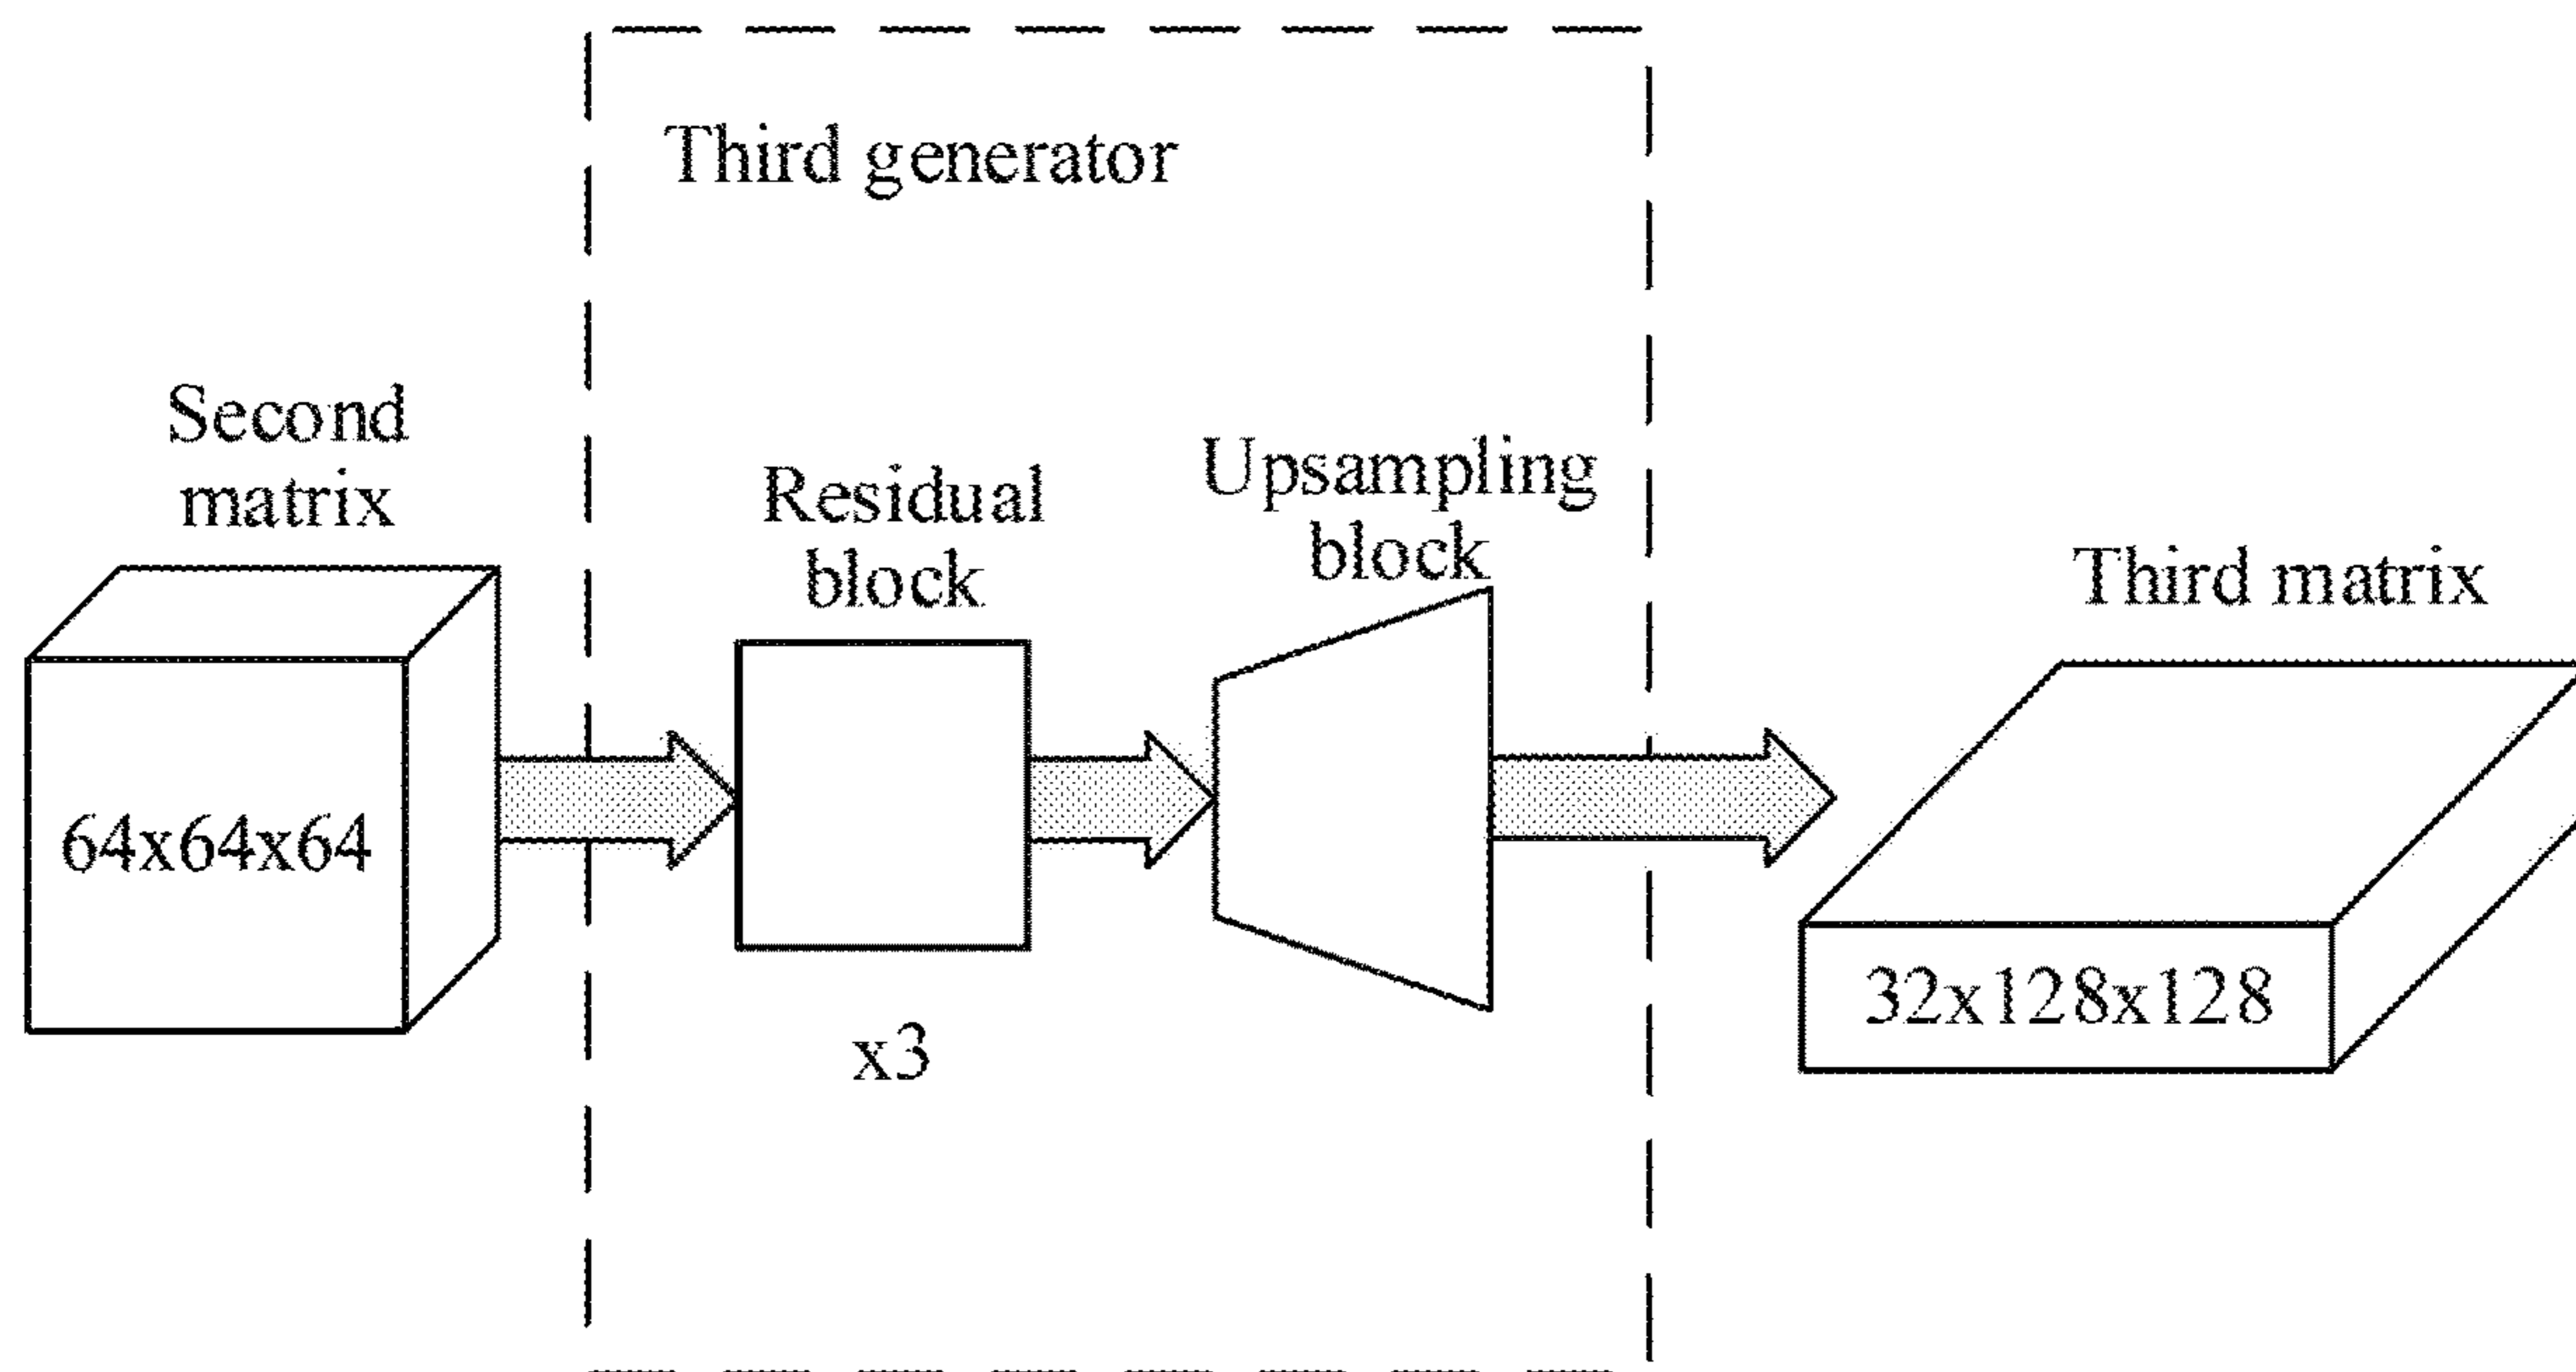 Third generator
Second
matrix
64x64x64
Residual
block
x3
Upsampling
block
Third matrix
32x128x128